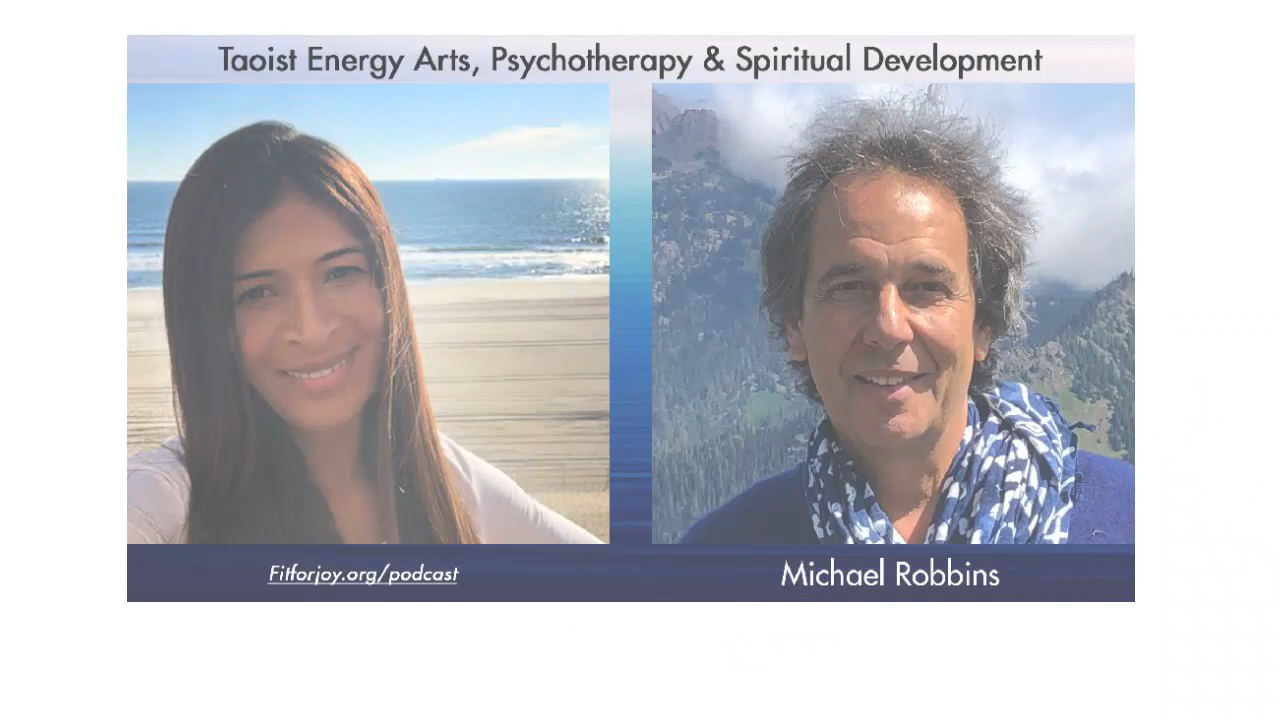 Taoist Energy Arts, Psychotherapy & Spiritual Development
Fitforjoy.org/podcast
Michael Robbins